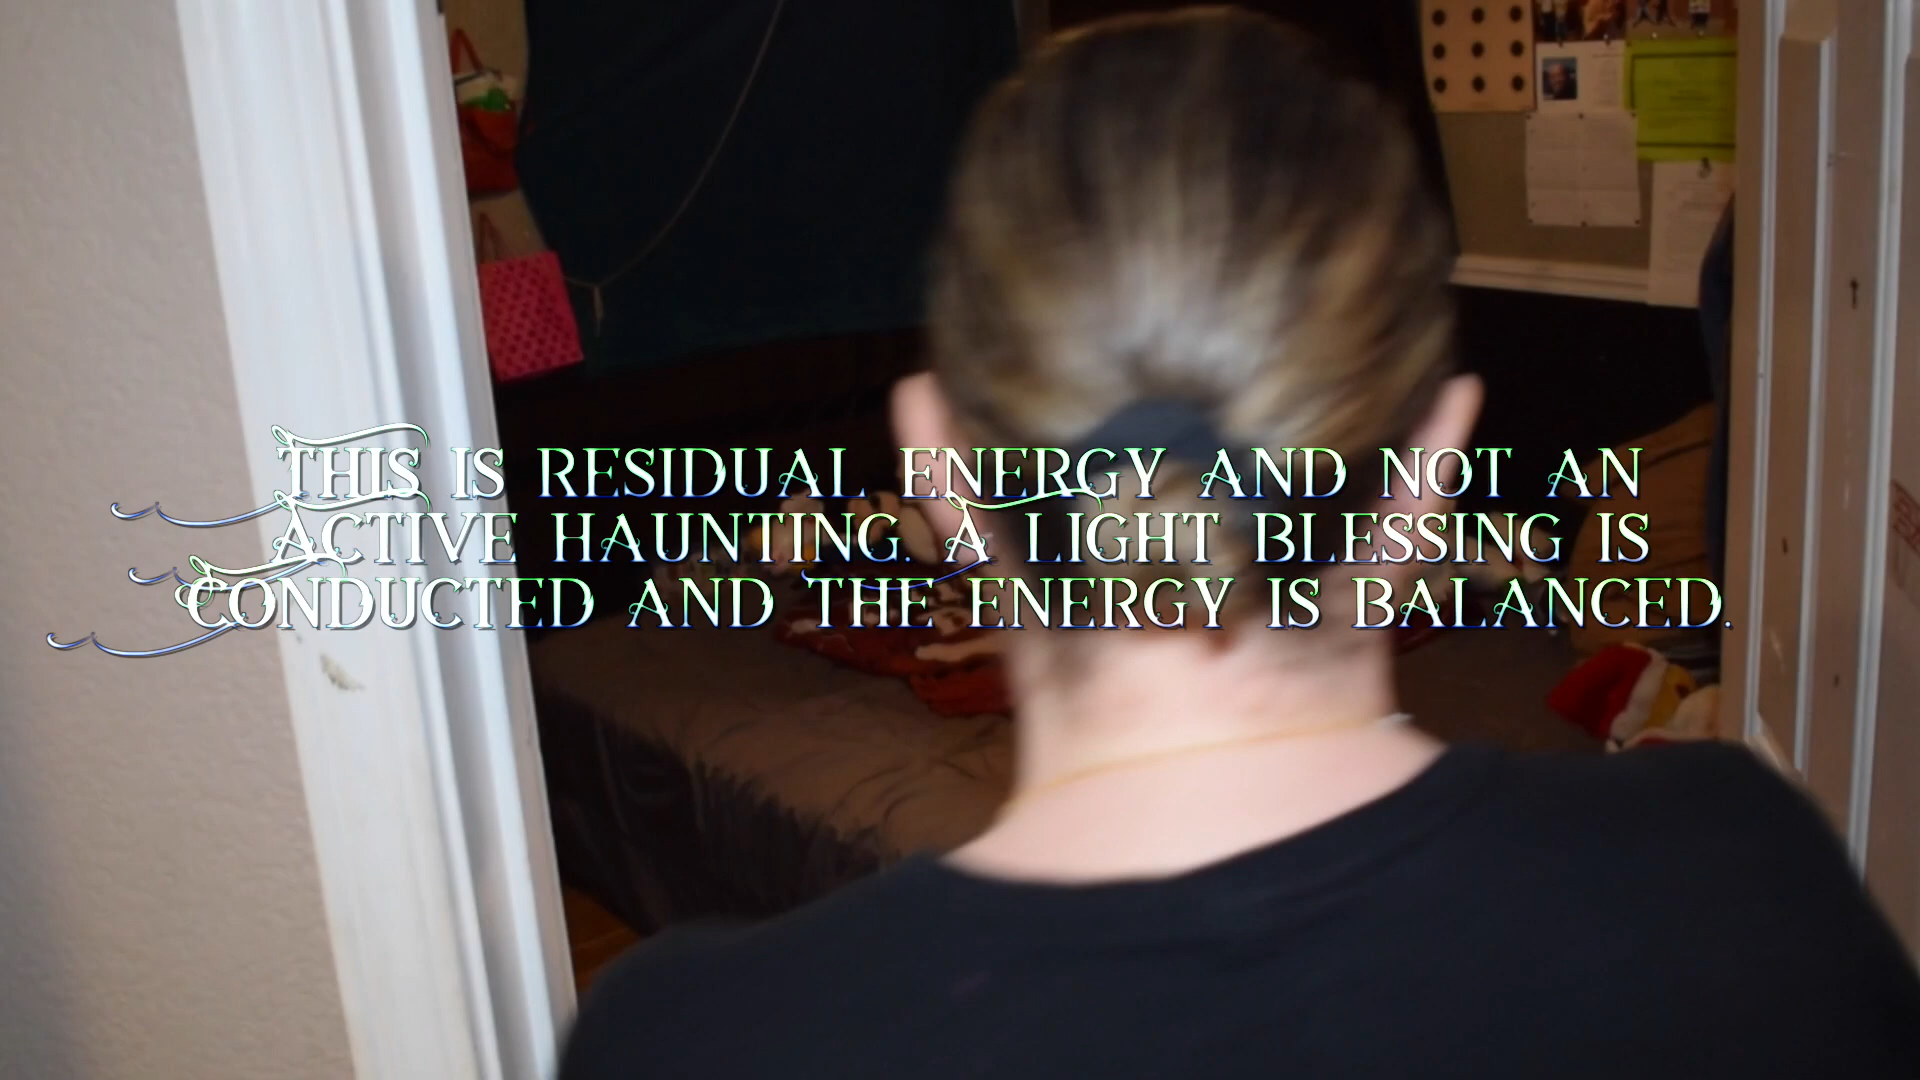 THIS IS RESIDUAL ENERGY AND NOT AN
ACTIVE HAUNTING. A LIGHT BLESSING IS
CONDUCTED AND THE ENERGY IS BALANCED.